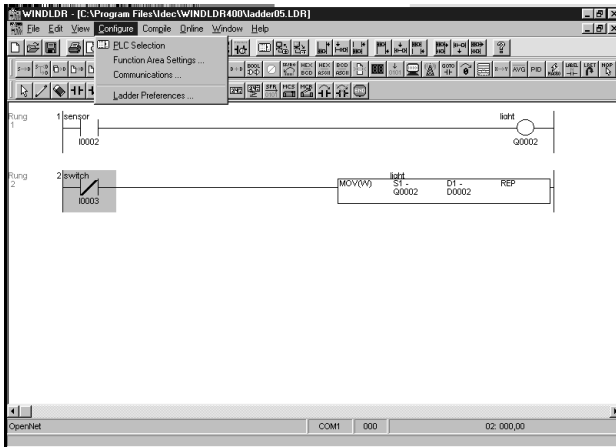 WINDLDR - [C:\Program Files\Idec\WINDLDR400\ladder05.LDR]
File Edit View Configure Compile Online Window Help
PLC Selection
Function Area Settings ...
Communications ...
Ladder Preferences ...
Rung 1
1 sensor
I0002
light
Q0002
Rung 2
2 switch
I0003
light
MOV(W) S1 - D1 - REP
Q0002 D0002
OpenNet COM1 000 02: 000,00